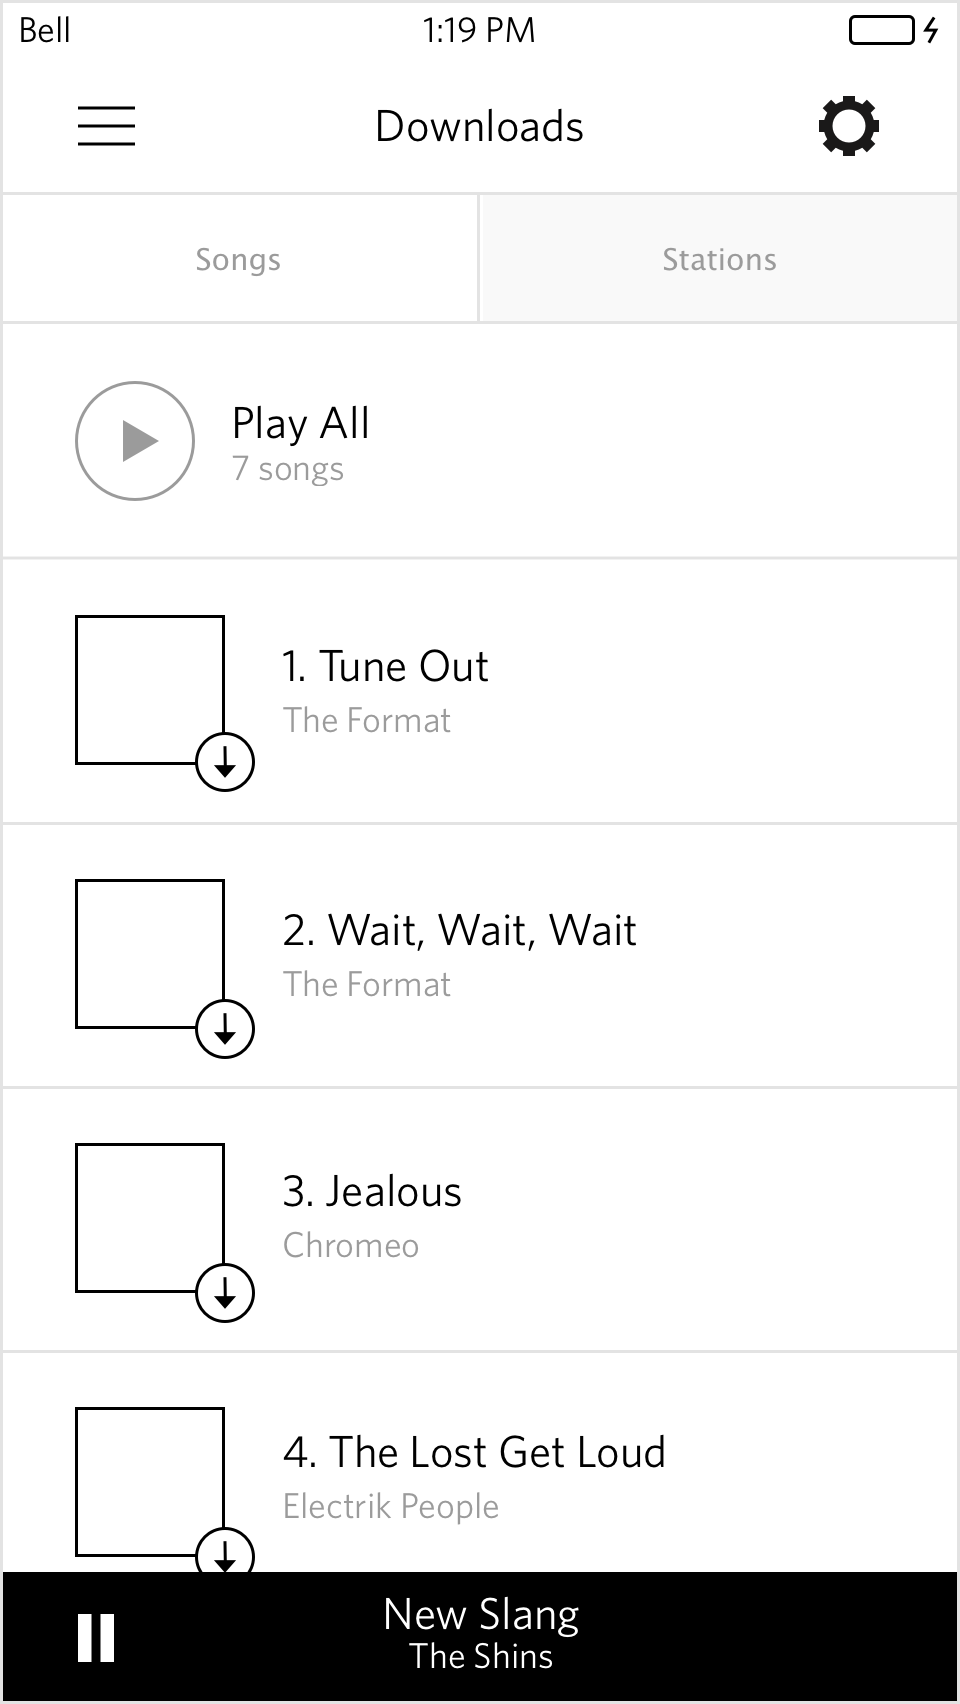 Bell
1:19 PM
Downloads
Songs
Stations
Play All
7 songs
1. Tune Out
The Format
2. Wait, Wait, Wait
The Format
3. Jealous
Chromeo
4. The Lost Get Loud
Electrik People
New Slang
The Shins